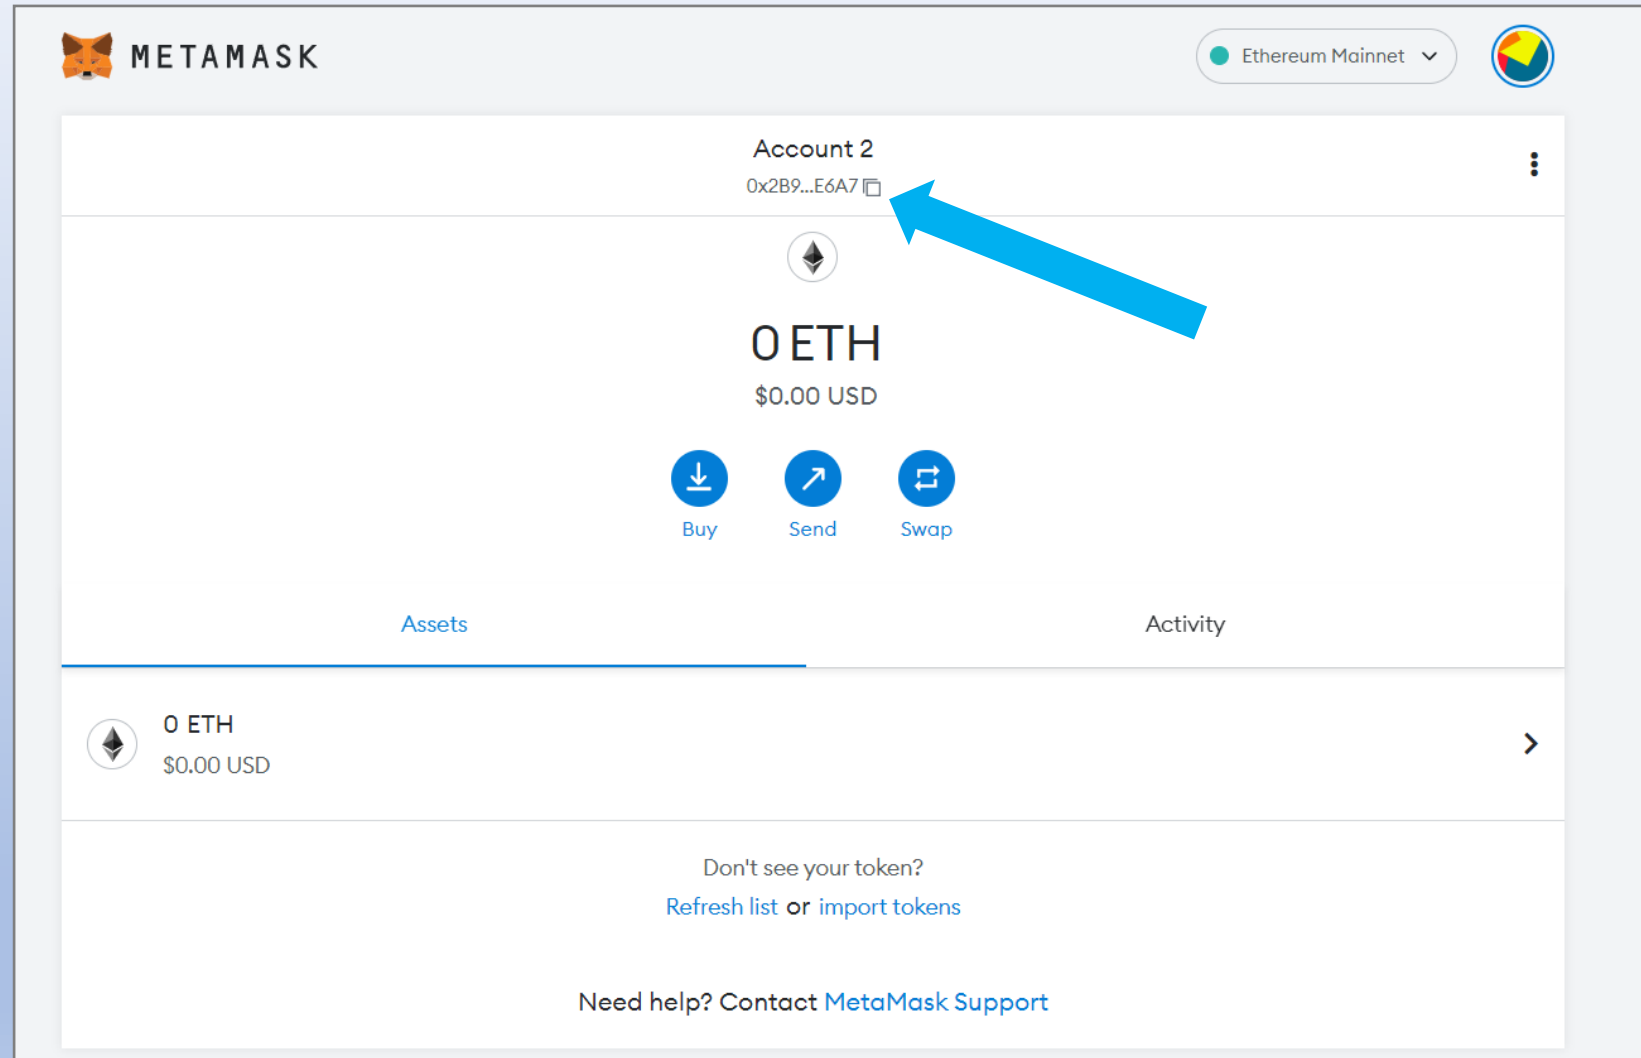 METAMASK
Ethereum Mainnet
Account 2
0x2B9...E6A7
0 ETH
$0.00 USD
Buy Send Swap
Assets Activity
0 ETH
$0.00 USD
Don't see your token?
Refresh list or import tokens
Need help? Contact MetaMask Support